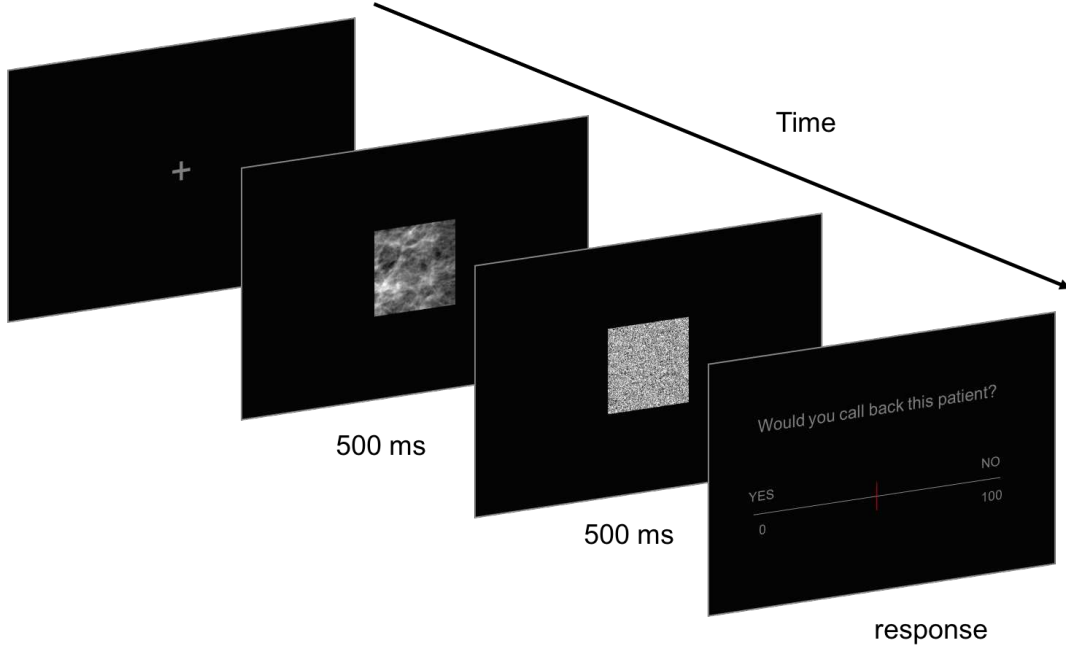 Time
500 ms
500 ms
Would you call back this patient?
YES
NO
0
100
response